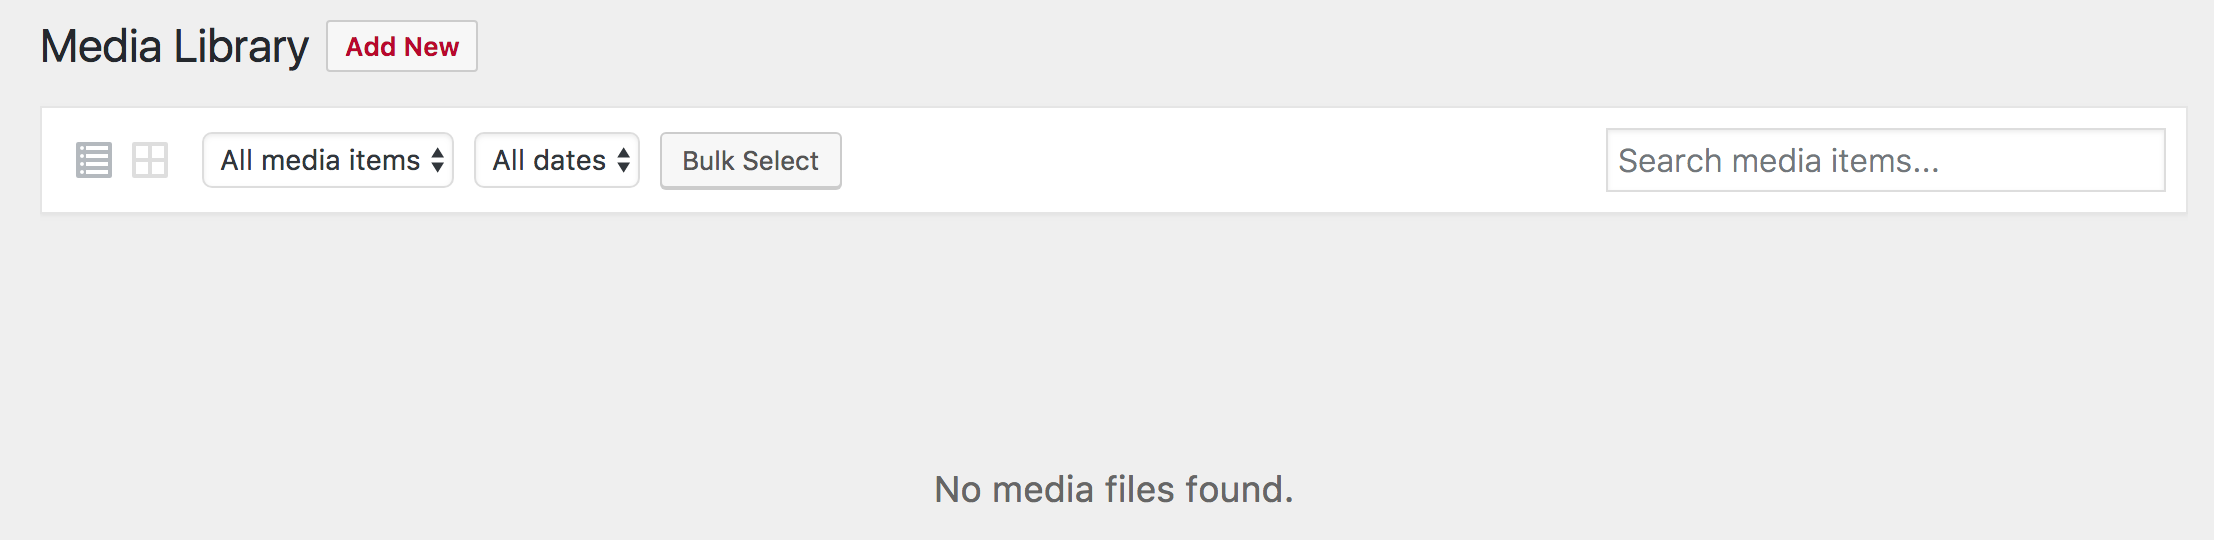 Media Library Add New
All media items All dates Bulk Select Search media items...
No media files found.